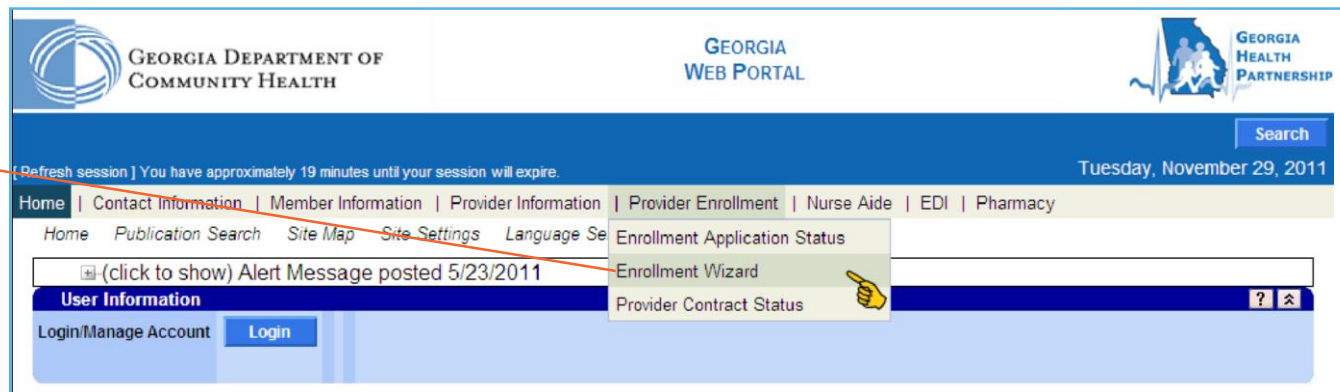 GEORGIA DEPARTMENT OF
COMMUNITY HEALTH
GEORGIA
WEB PORTAL
GEORGIA
HEALTH
PARTNERSHIP
Search
[ Refresh session ] You have approximately 19 minutes until your session will expire.
Tuesday, November 29, 2011
Home | Contact Information | Member Information | Provider Information | Provider Enrollment | Nurse Aide | EDI | Pharmacy
Home Publication Search Site Map Site Settings Language Se
Enrollment Application Status
Enrollment Wizard
Provider Contract Status
(click to show) Alert Message posted 5/23/2011
User Information
?
Login/Manage Account Login